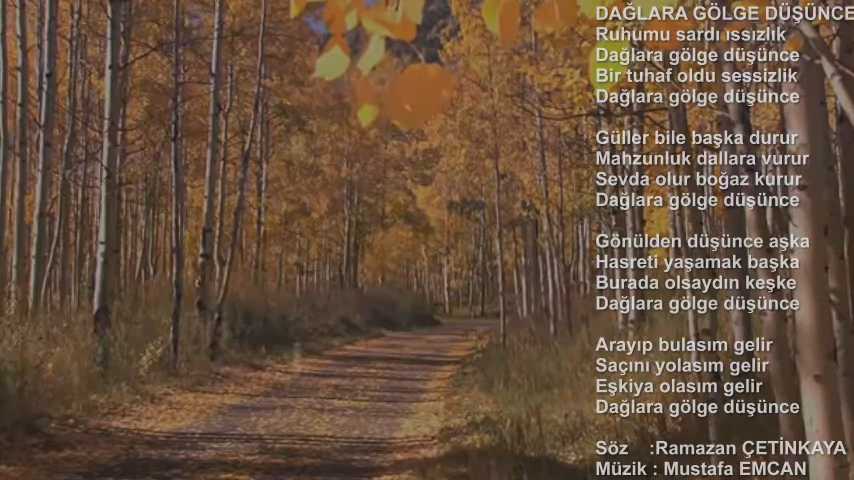 DAĞLARA GÖLGE DÜŞÜNCE
Ruhumu sardı ıssızlık
Dağlara gölge düşünce
Bir tuhaf oldu sessizlik
Dağlara gölge düşünce
Güller bile başka durur
Mahzunluk dallara vurur
Sevda olur boğaz kurur
Dağlara gölge düşünce
Gönülden düşünce aşka
Hasreti yaşamak başka
Burada olsaydın keşke
Dağlara gölge düşünce
Arayıp bulasım gelir
Saçını yolasım gelir
Eşkiya olasım gelir
Dağlara gölge düşünce
Söz :Ramazan ÇETİNKAYA
Müzik : Mustafa EMCAN